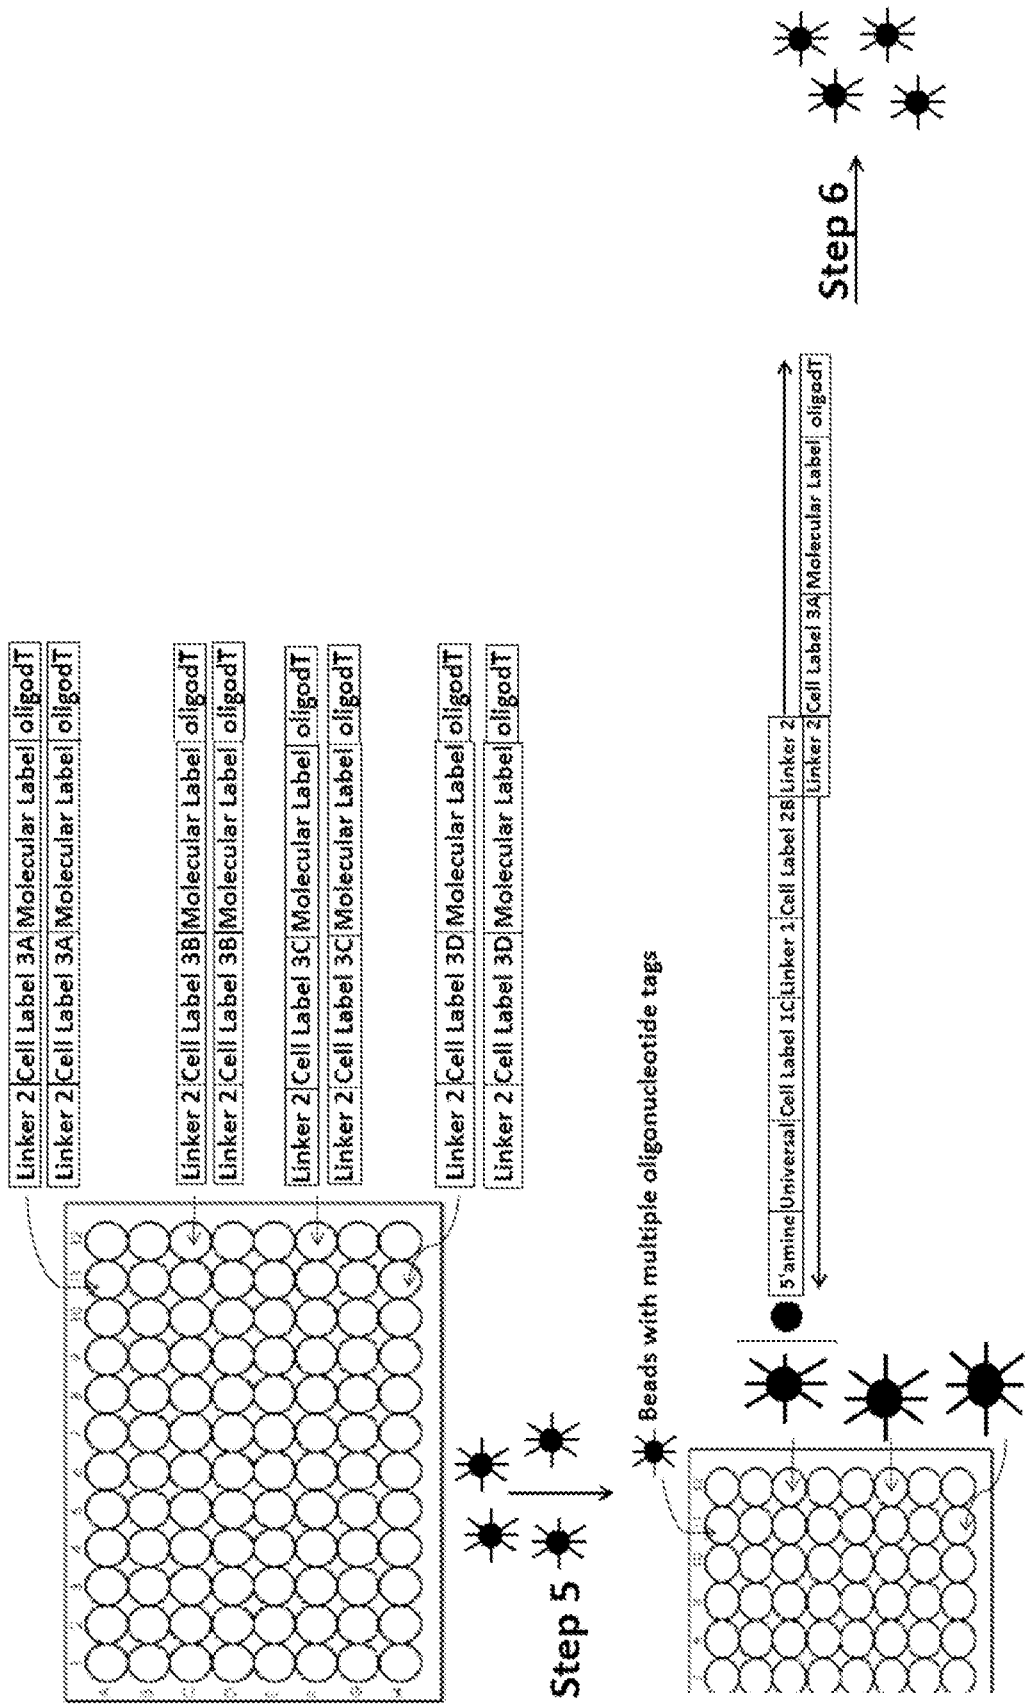 Linker 2 Cell Label 3A Molecular Label oligodT
Linker 2 Cell Label 3A Molecular Label oligodT
Linker 2 Cell Label 3B Molecular Label oligodT
Linker 2 Cell Label 3B Molecular Label oligodT
Linker 2 Cell Label 3C Molecular Label oligodT
Linker 2 Cell Label 3C Molecular Label oligodT
Linker 2 Cell Label 3D Molecular Label oligodT
Linker 2 Cell Label 3D Molecular Label oligodT
Step 5
Beads with multiple oligonucleotide tags
5'amine Universal Cell Label 1C Linker 1 Cell Label 2B Linker 2
Linker 2 Cell Label 3A Molecular Label oligodT
Step 6